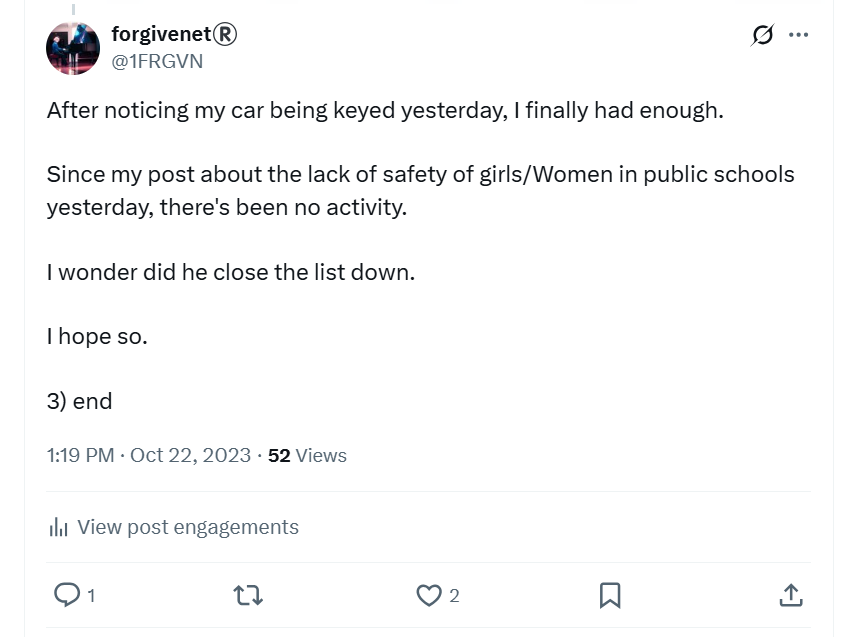 forgivenet®
@1FRGVN
After noticing my car being keyed yesterday, I finally had enough.
Since my post about the lack of safety of girls/Women in public schools
yesterday, there's been no activity.
I wonder did he close the list down.
I hope so.
3) end
1:19 PM · Oct 22, 2023 · 52 Views
View post engagements
1
2